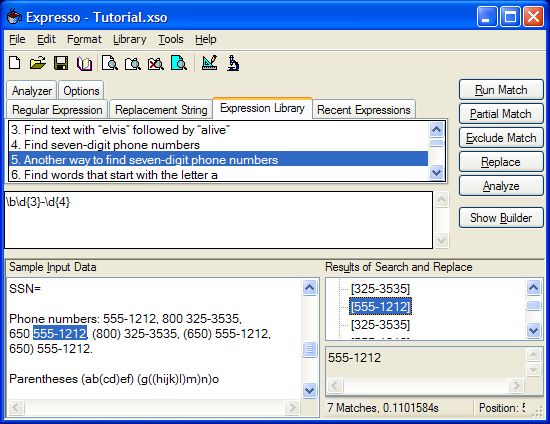 Expresso - Tutorial.xso
File Edit Format Library Tools Help
Analyzer Options
Regular Expression Replacement String Expression Library Recent Expressions
3. Find text with "elvis" followed by "alive"
4. Find seven-digit phone numbers
5. Another way to find seven-digit phone numbers
6. Find words that start with the letter a
Run Match
Partial Match
Exclude Match
Replace
Analyze
Show Builder
\b\d{3}-\d{4}
Sample Input Data
SSN=
Phone numbers: 555-1212, 800 325-3535,
650 555-1212, (800) 325-3535, (650) 555-1212,
650) 555-1212.
Parentheses (ab(cd)ef) (g((hijk)l)m)n)o
Results of Search and Replace
[325-3535]
[555-1212]
[325-3535]
555-1212
7 Matches, 0.1101584s
Position: